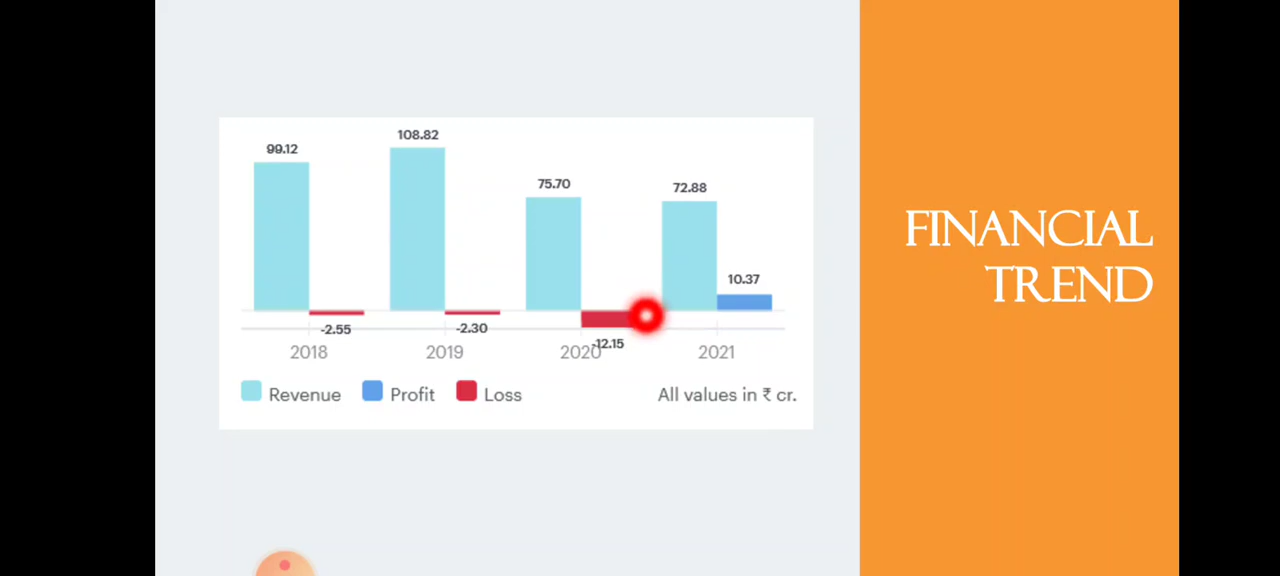 108.82
99.12
75.70
72.88
10.37
-2.55
-2.30
-12.15
2018 2019 2020 2021
Revenue Profit Loss All values in ₹ cr.
FINANCIAL
TREND